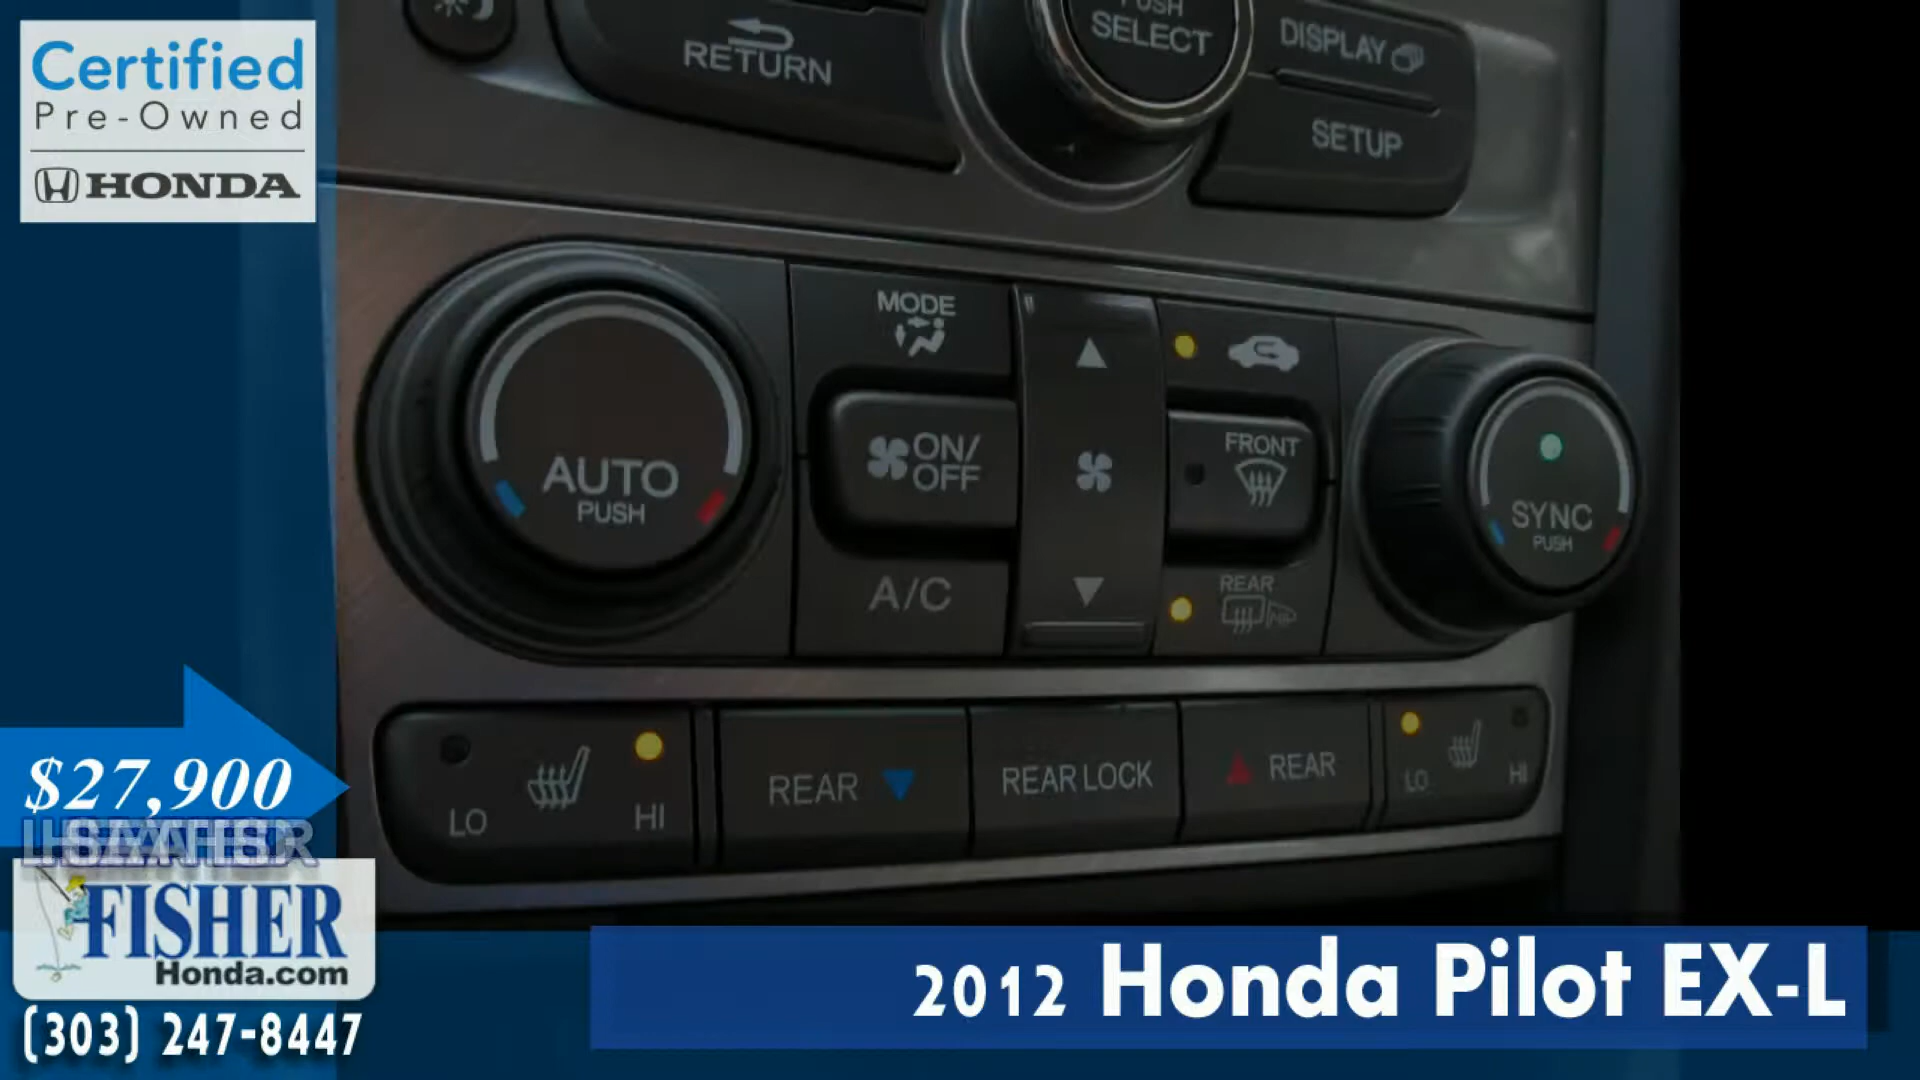 Certified
Pre-Owned
HONDA
RETURN
PUSH
SELECT
DISPLAY
SETUP
MODE
AUTO
PUSH
ON/
OFF
A/C
FRONT
REAR
SYNC
PUSH
LO
HI
REAR
REAR LOCK
REAR
LO
HI
$27,900
FISHER
Honda.com
(303) 247-8447
2012 Honda Pilot EX-L